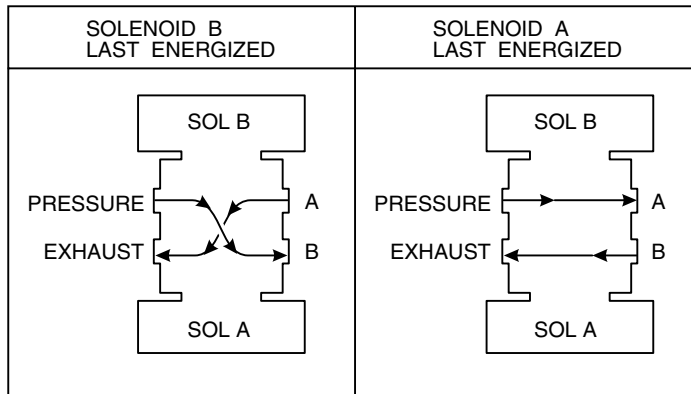 SOLENOID B
LAST ENERGIZED
SOLENOID A
LAST ENERGIZED
SOL B
PRESSURE
A
EXHAUST
B
SOL A
SOL B
PRESSURE
A
EXHAUST
B
SOL A